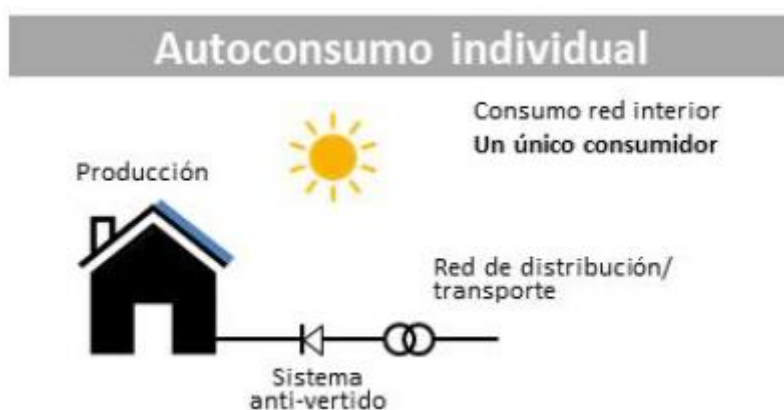 Autoconsumo individual
Consumo red interior
Un único consumidor
Producción
Red de distribución/
transporte
Sistema
anti-vertido